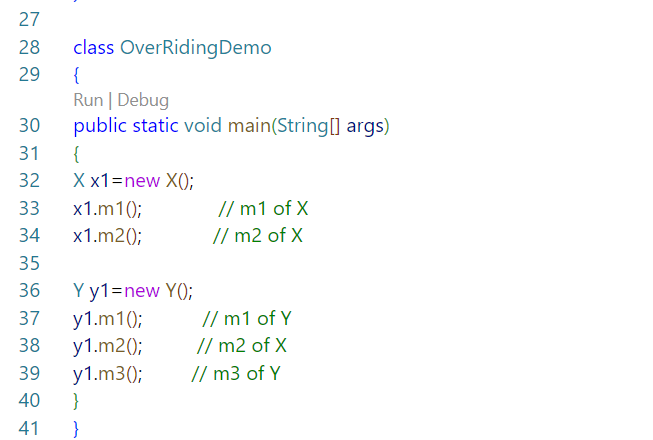 27
28 class OverRidingDemo
29 {
Run | Debug
30 public static void main(String[] args)
31 {
32 X x1=new X();
33 x1.m1(); // m1 of X
34 x1.m2(); // m2 of X
35
36 Y y1=new Y();
37 y1.m1(); // m1 of Y
38 y1.m2(); // m2 of X
39 y1.m3(); // m3 of Y
40 }
41 }